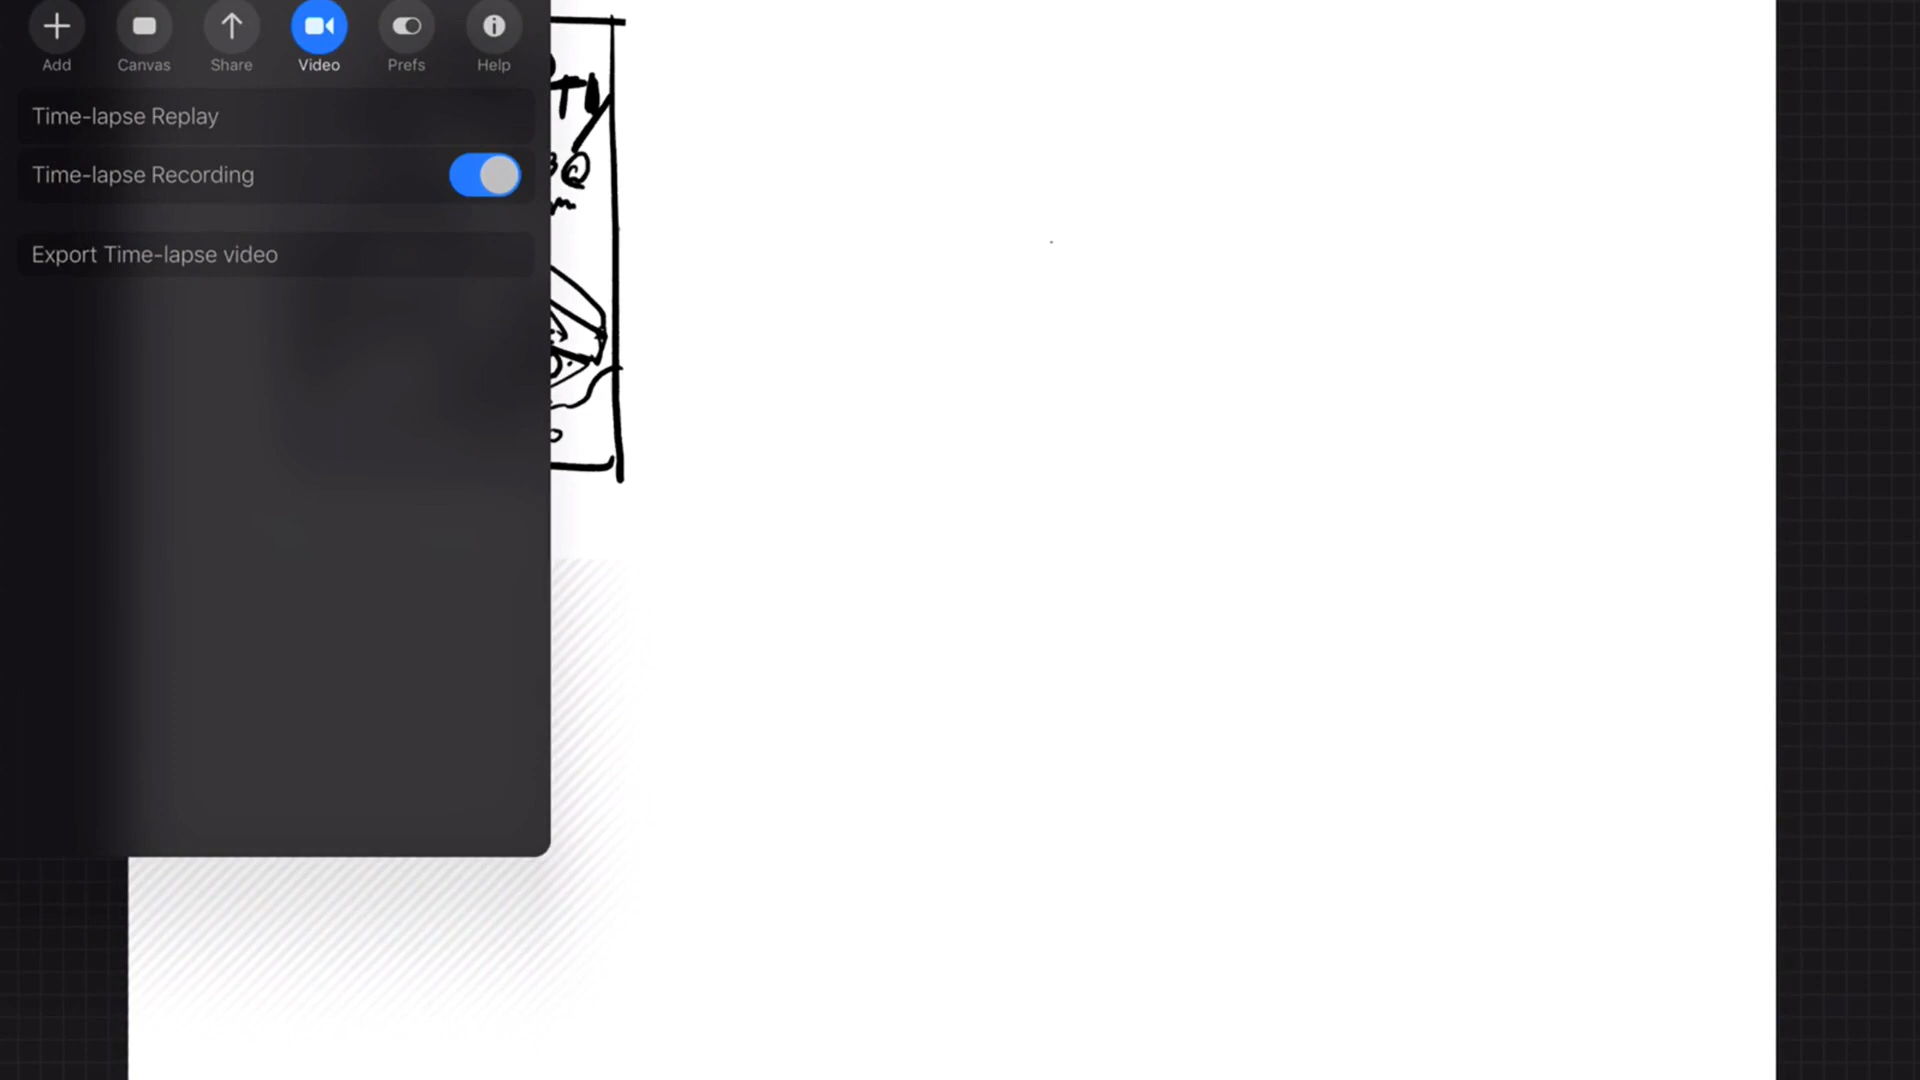 Add Canvas Share Video Prefs Help
Time-lapse Replay
Time-lapse Recording
Export Time-lapse video